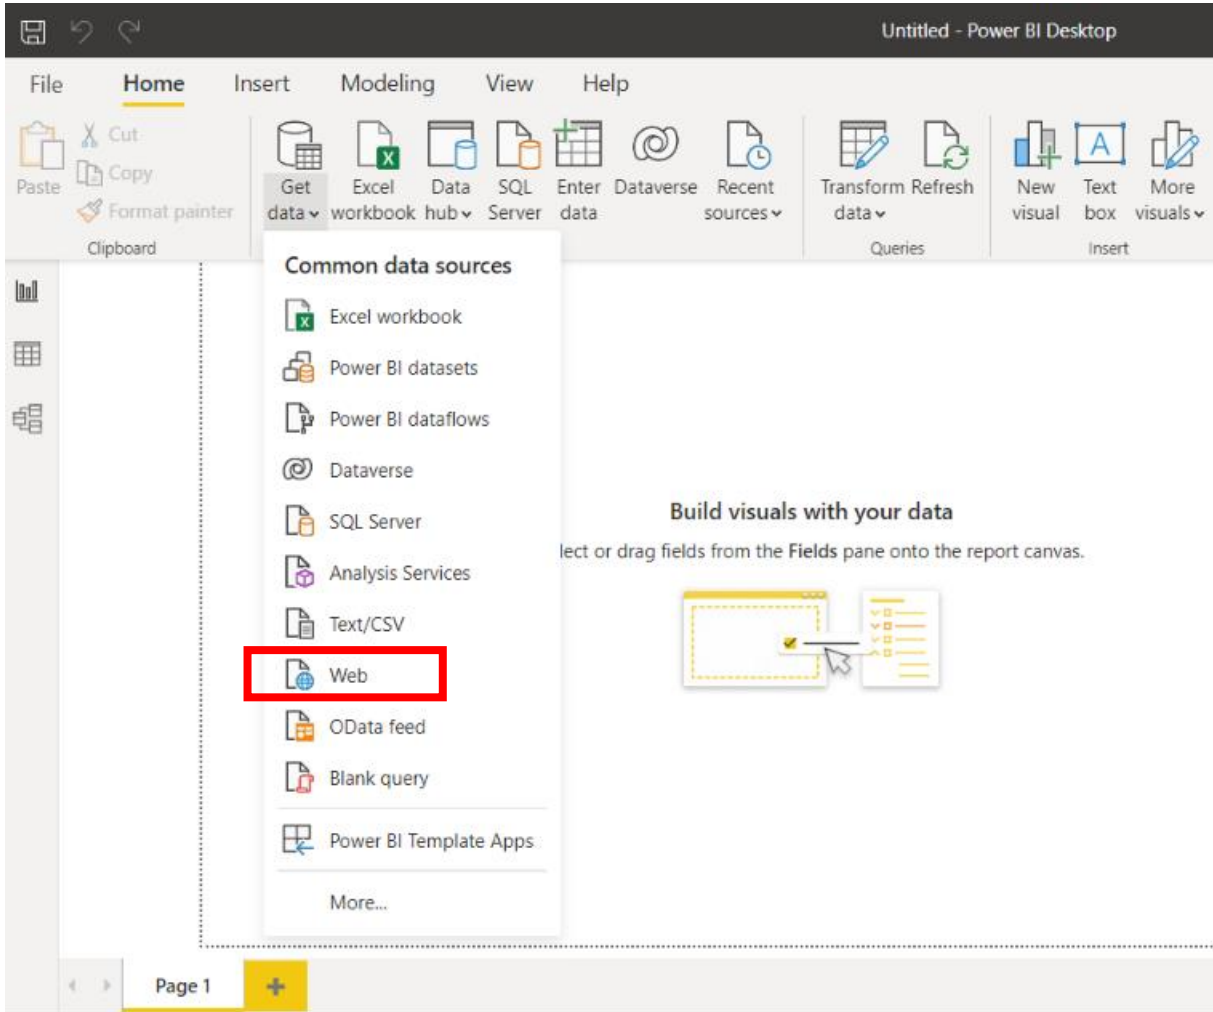 Untitled - Power BI Desktop
File Home Insert Modeling View Help
Paste
Cut
Copy
Format painter
Clipboard
Get data
Excel workbook
Data hub
SQL Server
Enter data
Dataverse
Recent sources
Transform data
Refresh
Queries
New visual
Text box
More visuals
Insert
Common data sources
Excel workbook
Power BI datasets
Power BI dataflows
Dataverse
SQL Server
Analysis Services
Text/CSV
Web
OData feed
Blank query
Power BI Template Apps
More...
Build visuals with your data
lect or drag fields from the Fields pane onto the report canvas.
Page 1